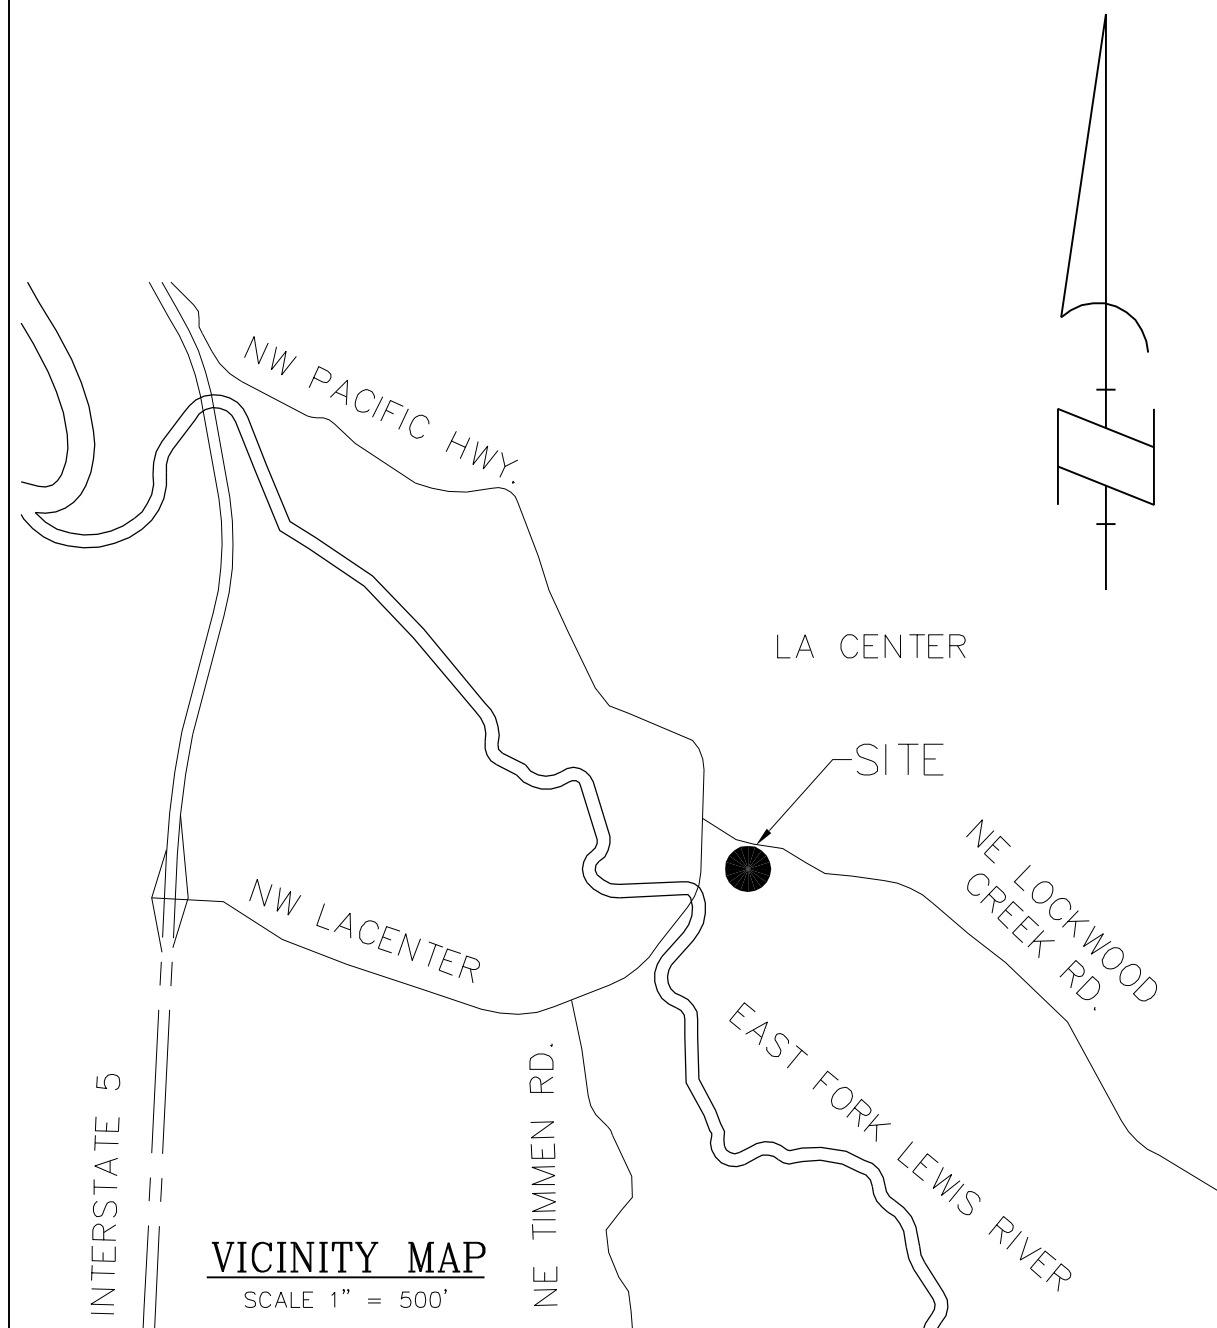 NW PACIFIC HWY.
LA CENTER
SITE
NE LOCKWOOD
CREEK RD.
NW LACENTER
EAST FORK LEWIS RIVER
INTERSTATE 5
NE TIMMEN RD.
VICINITY MAP
SCALE 1" = 500'
N